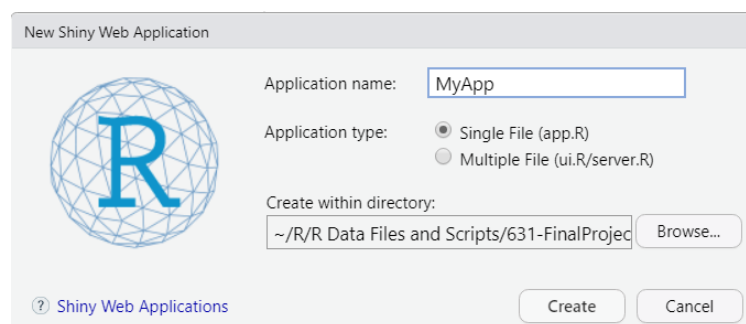 New Shiny Web Application
Application name: MyApp
Application type: Single File (app.R)
Multiple File (ui.R/server.R)
R
Create within directory:
~/R/R Data Files and Scripts/631-FinalProjec Browse...
? Shiny Web Applications Create Cancel